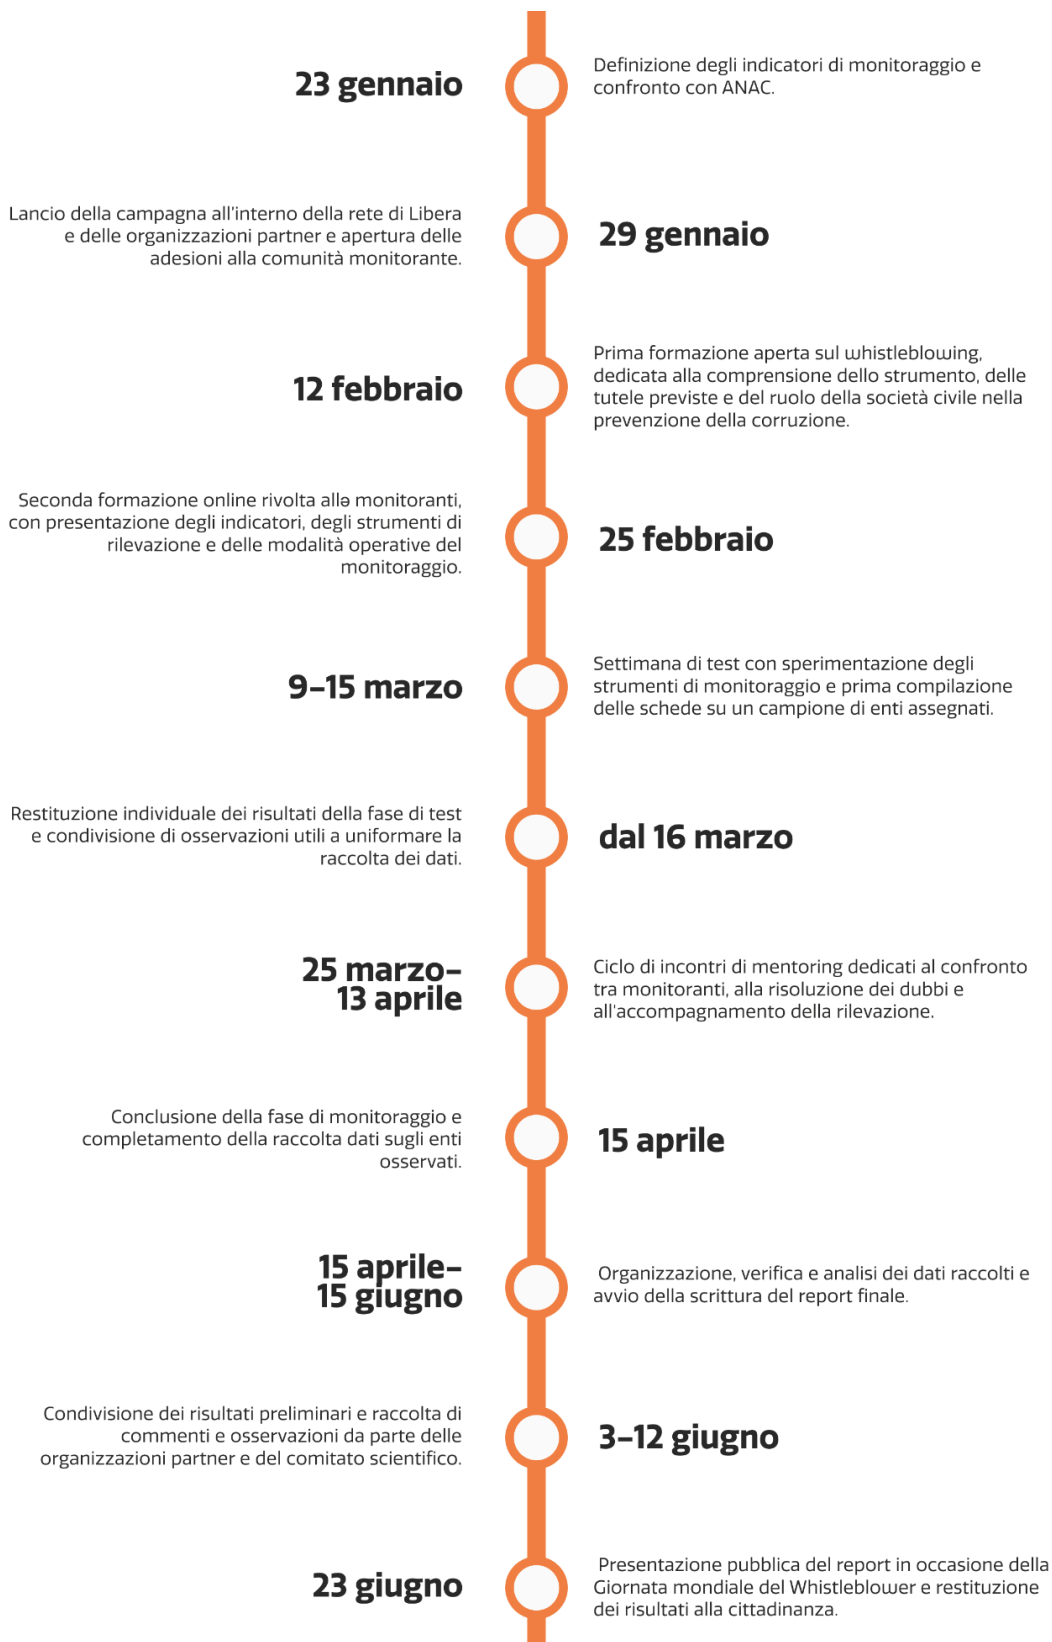 23 gennaio
Definizione degli indicatori di monitoraggio e
confronto con ANAC.
Lancio della campagna all'interno della rete di Libera
e delle organizzazioni partner e apertura delle
adesioni alla comunità monitorante.
29 gennaio
12 febbraio
Prima formazione aperta sul whistleblowing,
dedicata alla comprensione dello strumento, delle
tutele previste e del ruolo della società civile nella
prevenzione della corruzione.
Seconda formazione online rivolta allə monitoranti,
con presentazione degli indicatori, degli strumenti di
rilevazione e delle modalità operative del
monitoraggio.
25 febbraio
9–15 marzo
Settimana di test con sperimentazione degli
strumenti di monitoraggio e prima compilazione
delle schede su un campione di enti assegnati.
Restituzione individuale dei risultati della fase di test
e condivisione di osservazioni utili a uniformare la
raccolta dei dati.
dal 16 marzo
25 marzo–
13 aprile
Ciclo di incontri di mentoring dedicati al confronto
tra monitoranti, alla risoluzione dei dubbi e
all'accompagnamento della rilevazione.
Conclusione della fase di monitoraggio e
completamento della raccolta dati sugli enti
osservati.
15 aprile
15 aprile–
15 giugno
Organizzazione, verifica e analisi dei dati raccolti e
avvio della scrittura del report finale.
Condivisione dei risultati preliminari e raccolta di
commenti e osservazioni da parte delle
organizzazioni partner e del comitato scientifico.
3–12 giugno
23 giugno
Presentazione pubblica del report in occasione della
Giornata mondiale del Whistleblower e restituzione
dei risultati alla cittadinanza.